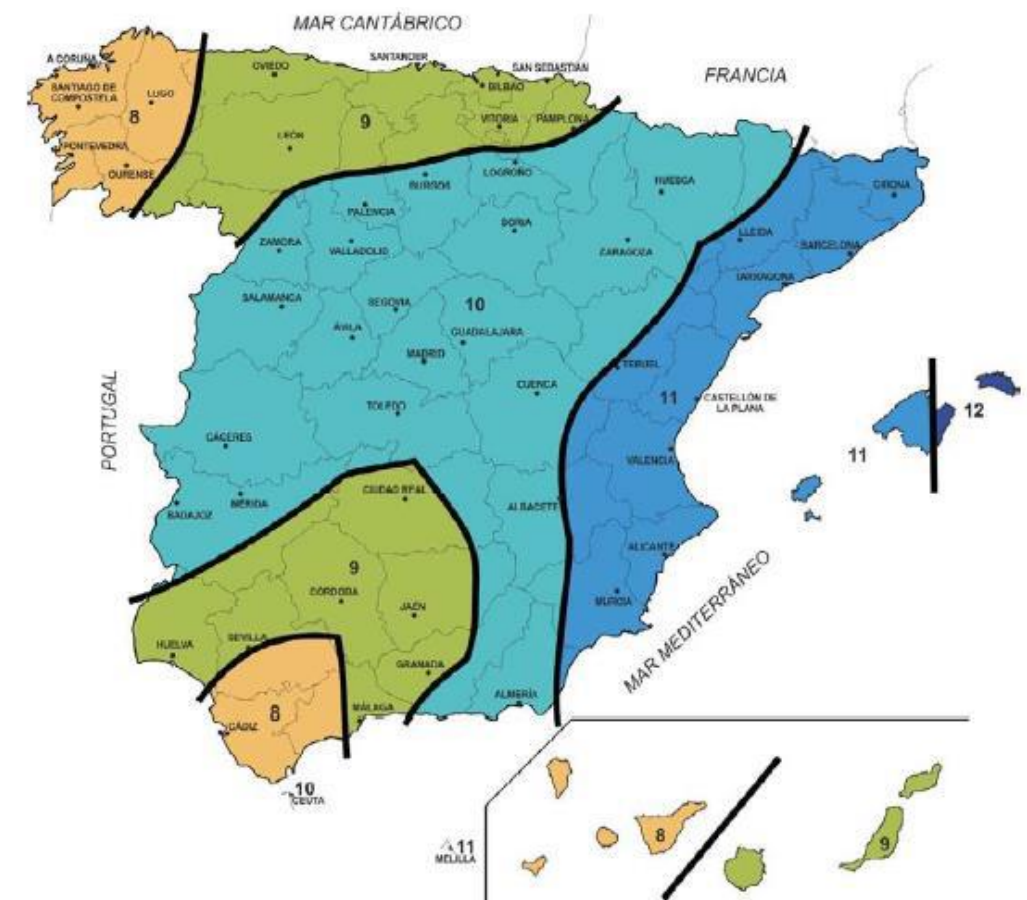 MAR CANTÁBRICO
A CORUÑA
SANTANDER
OVIEDO
SAN SEBASTIÁN
FRANCIA
SANTIAGO DE
COMPOSTELA
LUGO
BILBAO
8
9
VITORIA
PAMPLONA
LEÓN
PONTEVEDRA
OURENSE
LOGROÑO
BURGOS
HUESCA
GIRONA
PALENCIA
SORIA
LLEIDA
ZAMORA
VALLADOLID
ZARAGOZA
BARCELONA
TARRAGONA
SALAMANCA
SEGOVIA
10
ÁVILA
GUADALAJARA
MADRID
TERUEL
CUENCA
11
CASTELLÓN DE
LA PLANA
12
TOLEDO
PORTUGAL
CÁCERES
11
VALENCIA
CIUDAD REAL
MÉRIDA
BADAJOZ
ALBACETE
ALICANTE
9
CÓRDOBA
JAÉN
MURCIA
MAR MEDITERRÁNEO
HUELVA
SEVILLA
GRANADA
ALMERÍA
MÁLAGA
8
CÁDIZ
10
CEUTA
11
MELILLA
8
9